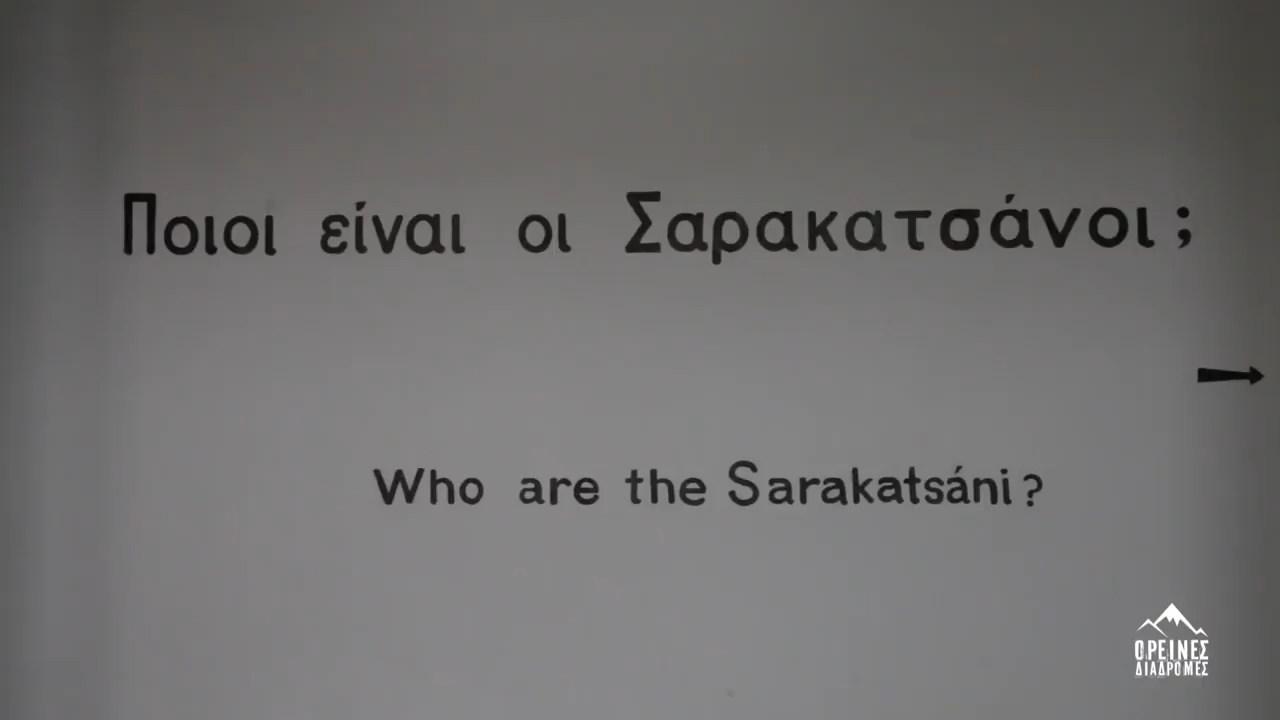 Ποιοι είναι οι Σαρακατσάνοι;
Who are the Sarakatsáni?
ΟΡΕΙΝΕΣ
ΔΙΑΔΡΟΜΕΣ